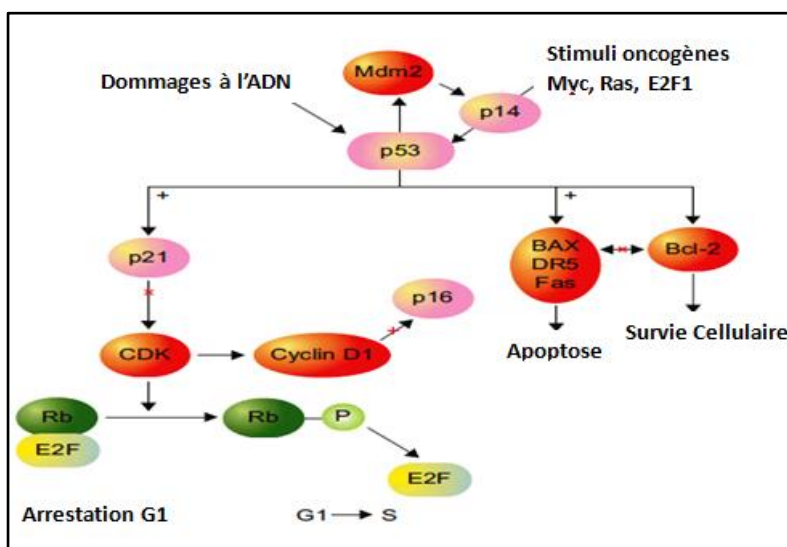 Stimuli oncogènes
Myc, Ras, E2F1
Dommages à l'ADN
Mdm2
p14
p53
+
+
p21
BAX
DR5
Fas
Bcl-2
p16
CDK
Cyclin D1
Apoptose
Survie Cellulaire
Rb
E2F
Rb
P
E2F
Arrestation G1
G1 → S